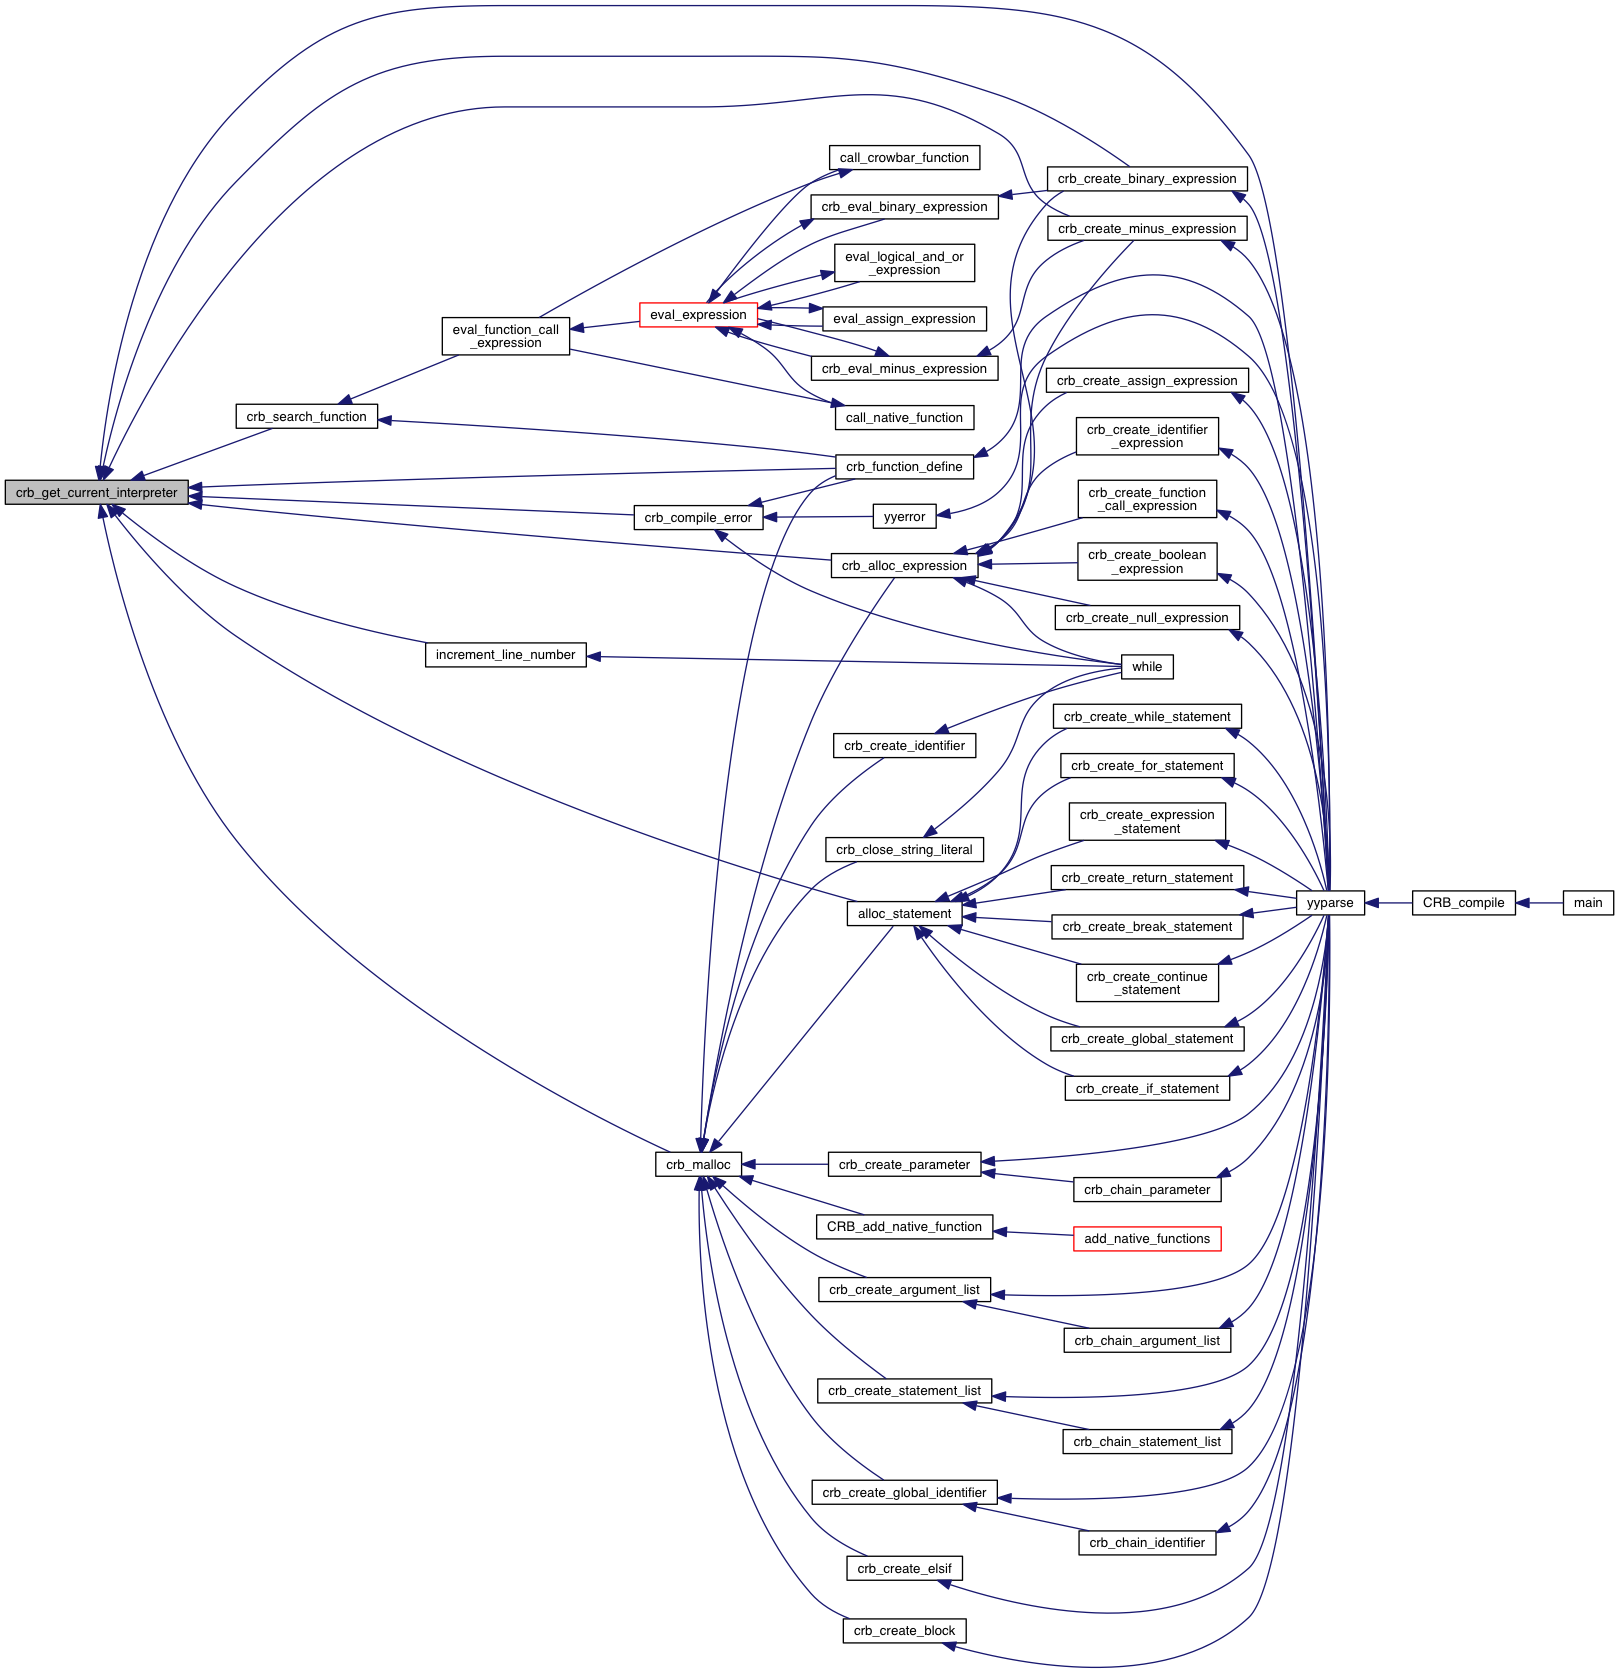 call_crowbar_function
crb_create_binary_expression
crb_eval_binary_expression
crb_create_minus_expression
eval_logical_and_or
_expression
eval_expression
eval_assign_expression
eval_function_call
_expression
crb_eval_minus_expression
crb_create_assign_expression
crb_search_function
call_native_function
crb_create_identifier
_expression
crb_function_define
crb_get_current_interpreter
crb_create_function
_call_expression
crb_compile_error
yyerror
crb_alloc_expression
crb_create_boolean
_expression
crb_create_null_expression
increment_line_number
while
crb_create_while_statement
crb_create_identifier
crb_create_for_statement
crb_create_expression
_statement
crb_close_string_literal
crb_create_return_statement
alloc_statement
yyparse
CRB_compile
main
crb_create_break_statement
crb_create_continue
_statement
crb_create_global_statement
crb_create_if_statement
crb_malloc
crb_create_parameter
crb_chain_parameter
CRB_add_native_function
add_native_functions
crb_create_argument_list
crb_chain_argument_list
crb_create_statement_list
crb_chain_statement_list
crb_create_global_identifier
crb_chain_identifier
crb_create_elsif
crb_create_block